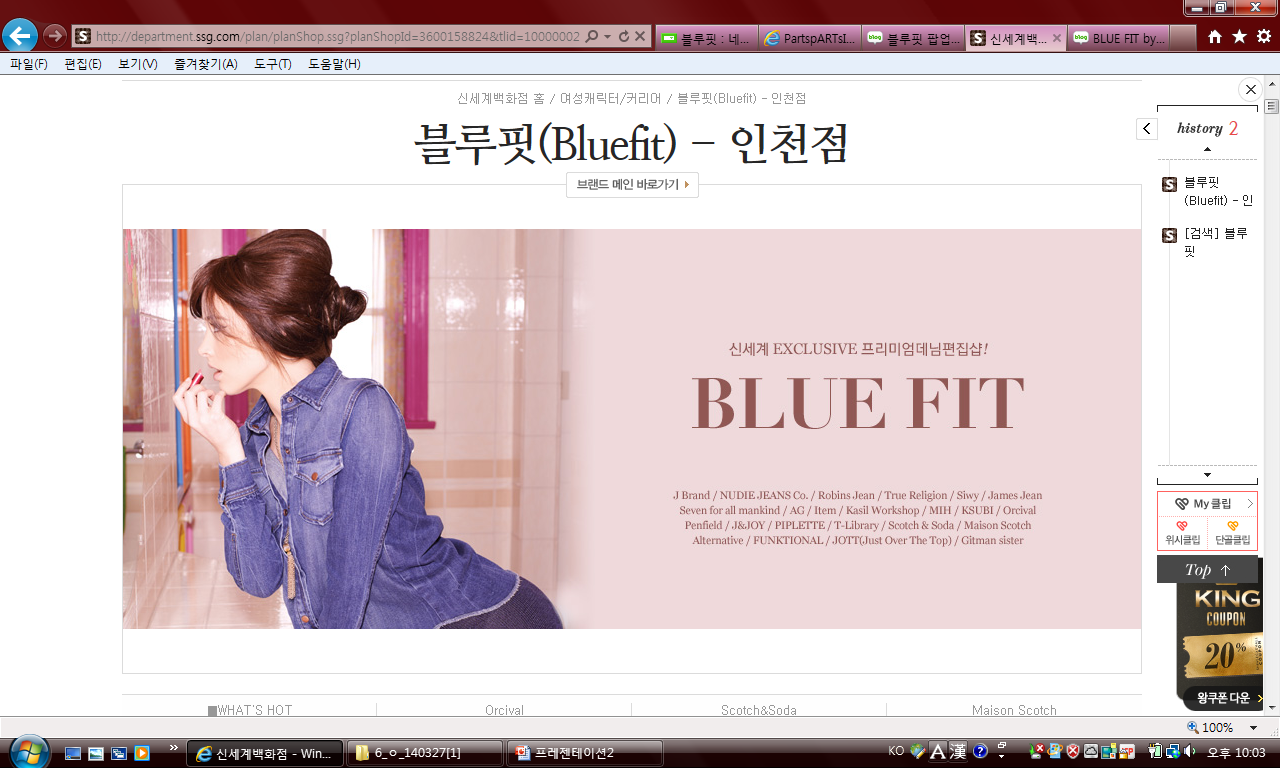 http://department.ssg.com/plan/planShop.ssg?planShopId=3600158824&tlid=10000002
블루핏 : 네...
PartspARTsI...
블루핏 팝업...
신세계백...
BLUE FIT by...
파일(F) 편집(E) 보기(V) 즐겨찾기(A) 도구(T) 도움말(H)
신세계백화점 홈 / 여성캐릭터/커리어 / 블루핏(Bluefit) - 인천점
블루핏(Bluefit) - 인천점
브랜드 메인 바로가기
신세계 EXCLUSIVE 프리미엄데님편집샵!
BLUE FIT
J Brand / NUDIE JEANS Co. / Robins Jean / True Religion / Siwy / James Jean
Seven for all mankind / AG / Item / Kasil Workshop / MIH / KSUBI / Orcival
Penfield / J&JOY / PIPLETTE / T-Library / Scotch & Soda / Maison Scotch
Alternative / FUNKTIONAL / JOTT(Just Over The Top) / Gitman sister
history 2
블루핏
(Bluefit) - 인
[검색] 블루
핏
My 클립
위시클립 단골클립
Top ↑
KING
COUPON
20%
왕쿠폰 다운
WHAT'S HOT Orcival Scotch&Soda Maison Scotch
100%
신세계백화점 - Win...
6_ㅇ_140327[1]
프레젠테이션2
KO A 漢
오후 10:03